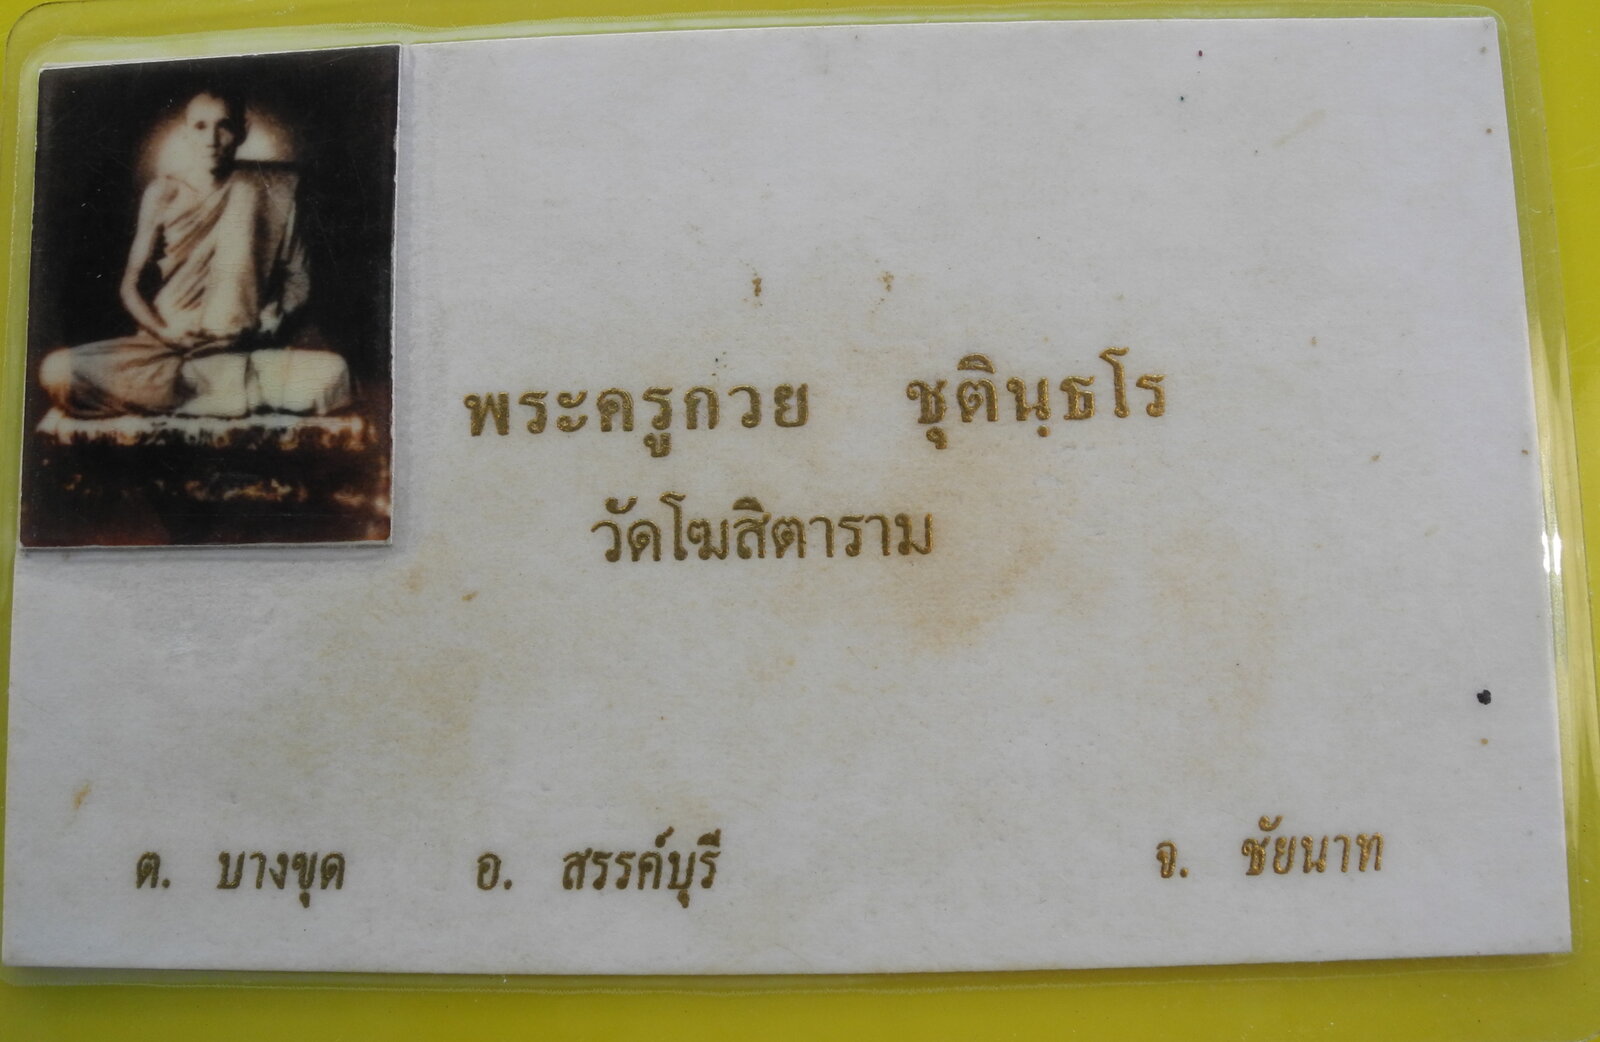 พระครูกวย ชุตินฺธโร
วัดโฆสิตาราม
ต. บางขุด อ. สรรค์บุรี จ. ชัยนาท